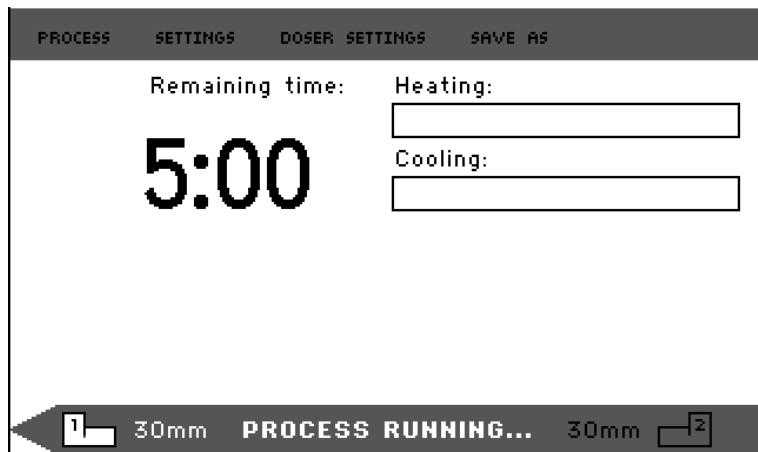 PROCESS SETTINGS DOSER SETTINGS SAVE AS
Remaining time: Heating:
5:00
Cooling:
1 30mm PROCESS RUNNING... 30mm 2